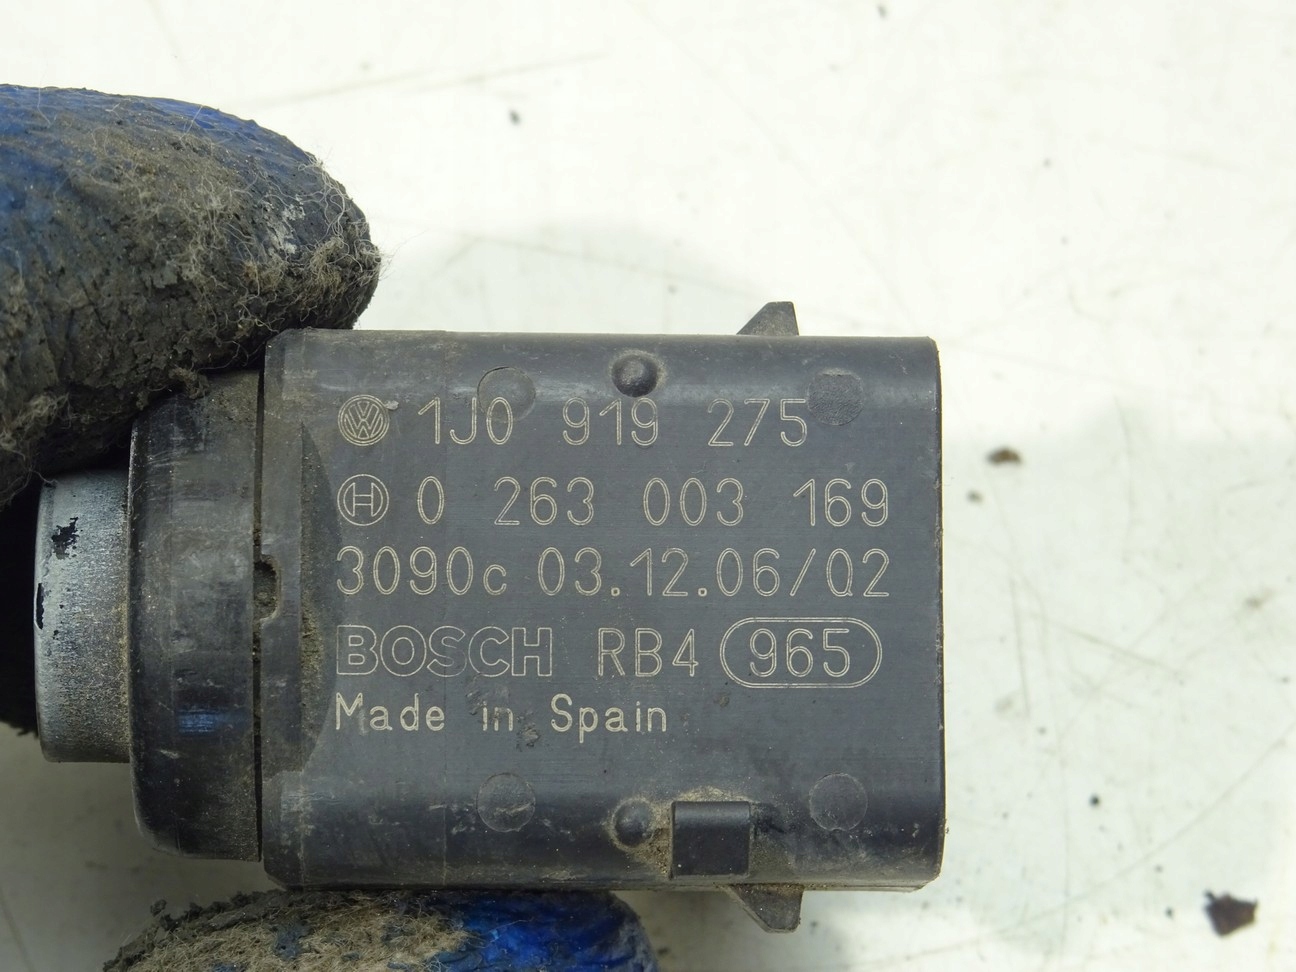 1J0 919 275
0 263 003 169
3090c 03.12.06/02
BOSCH RB4 965
Made in Spain